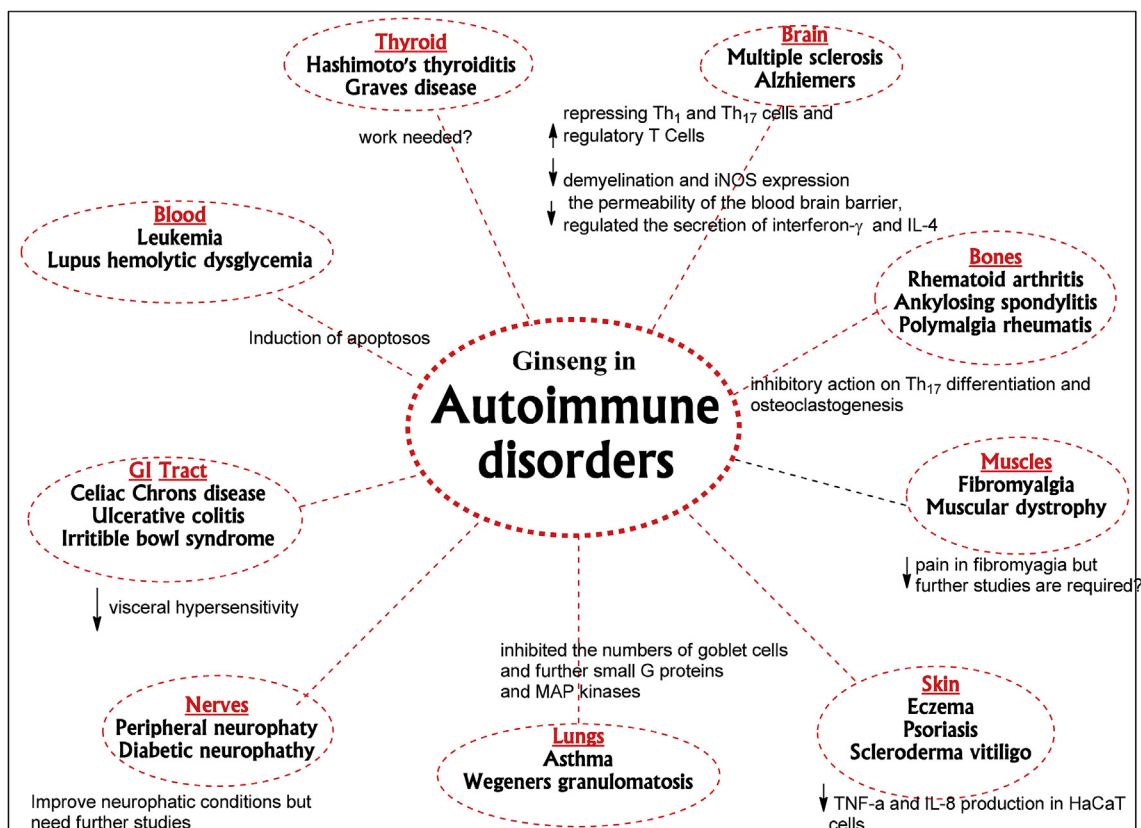 Thyroid
Hashimoto's thyroiditis
Graves disease
work needed?
Brain
Multiple sclerosis
Alzhiemers
repressing Th1 and Th17 cells and
regulatory T Cells
demyelination and iNOS expression
the permeability of the blood brain barrier,
regulated the secretion of interferon-γ and IL-4
Blood
Leukemia
Lupus hemolytic dysglycemia
Induction of apoptosos
Bones
Rhematoid arthritis
Ankylosing spondylitis
Polymalgia rheumatis
inhibitory action on Th17 differentiation and
osteoclastogenesis
Ginseng in
Autoimmune
disorders
GI Tract
Celiac Chrons disease
Ulcerative colitis
Irritible bowl syndrome
visceral hypersensitivity
Muscles
Fibromyalgia
Muscular dystrophy
pain in fibromyagia but
further studies are required?
Nerves
Peripheral neurophaty
Diabetic neurophathy
Improve neurophatic conditions but
need further studies
inhibited the numbers of goblet cells
and further small G proteins
and MAP kinases
Lungs
Asthma
Wegeners granulomatosis
Skin
Eczema
Psoriasis
Scleroderma vitiligo
TNF-a and IL-8 production in HaCaT
cells